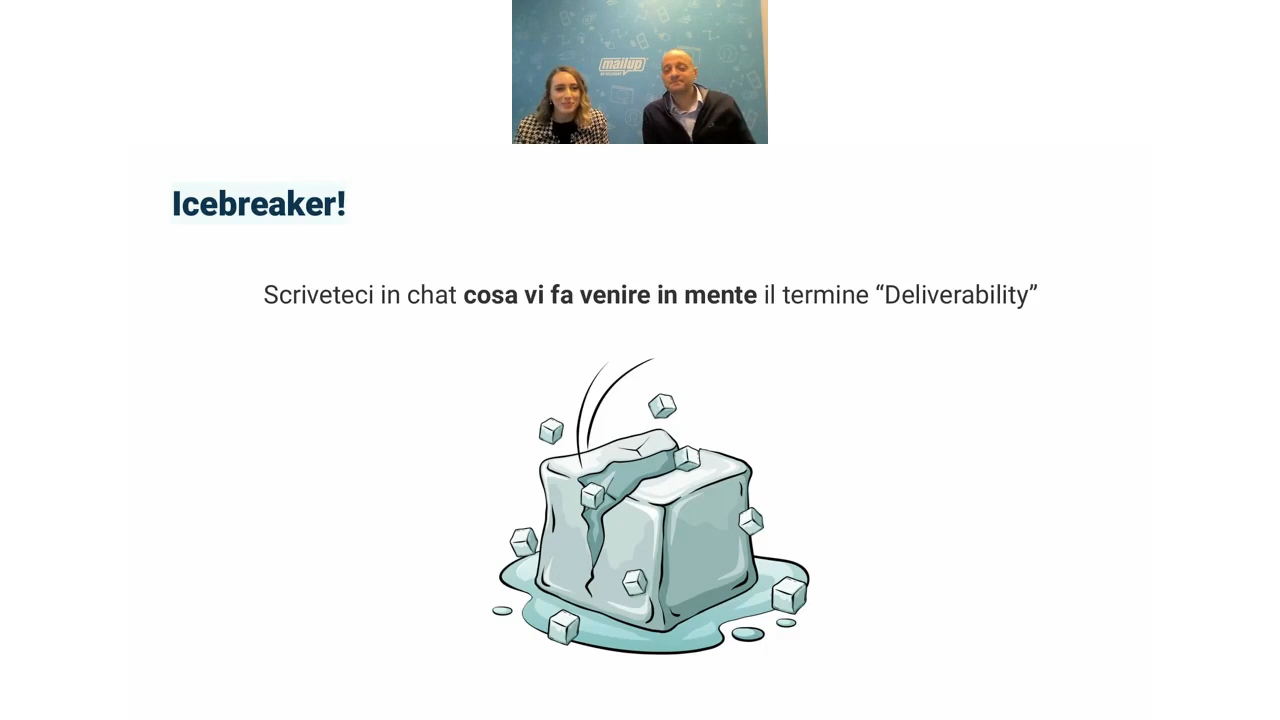 mailup
Icebreaker!
Scriveteci in chat cosa vi fa venire in mente il termine “Deliverability”